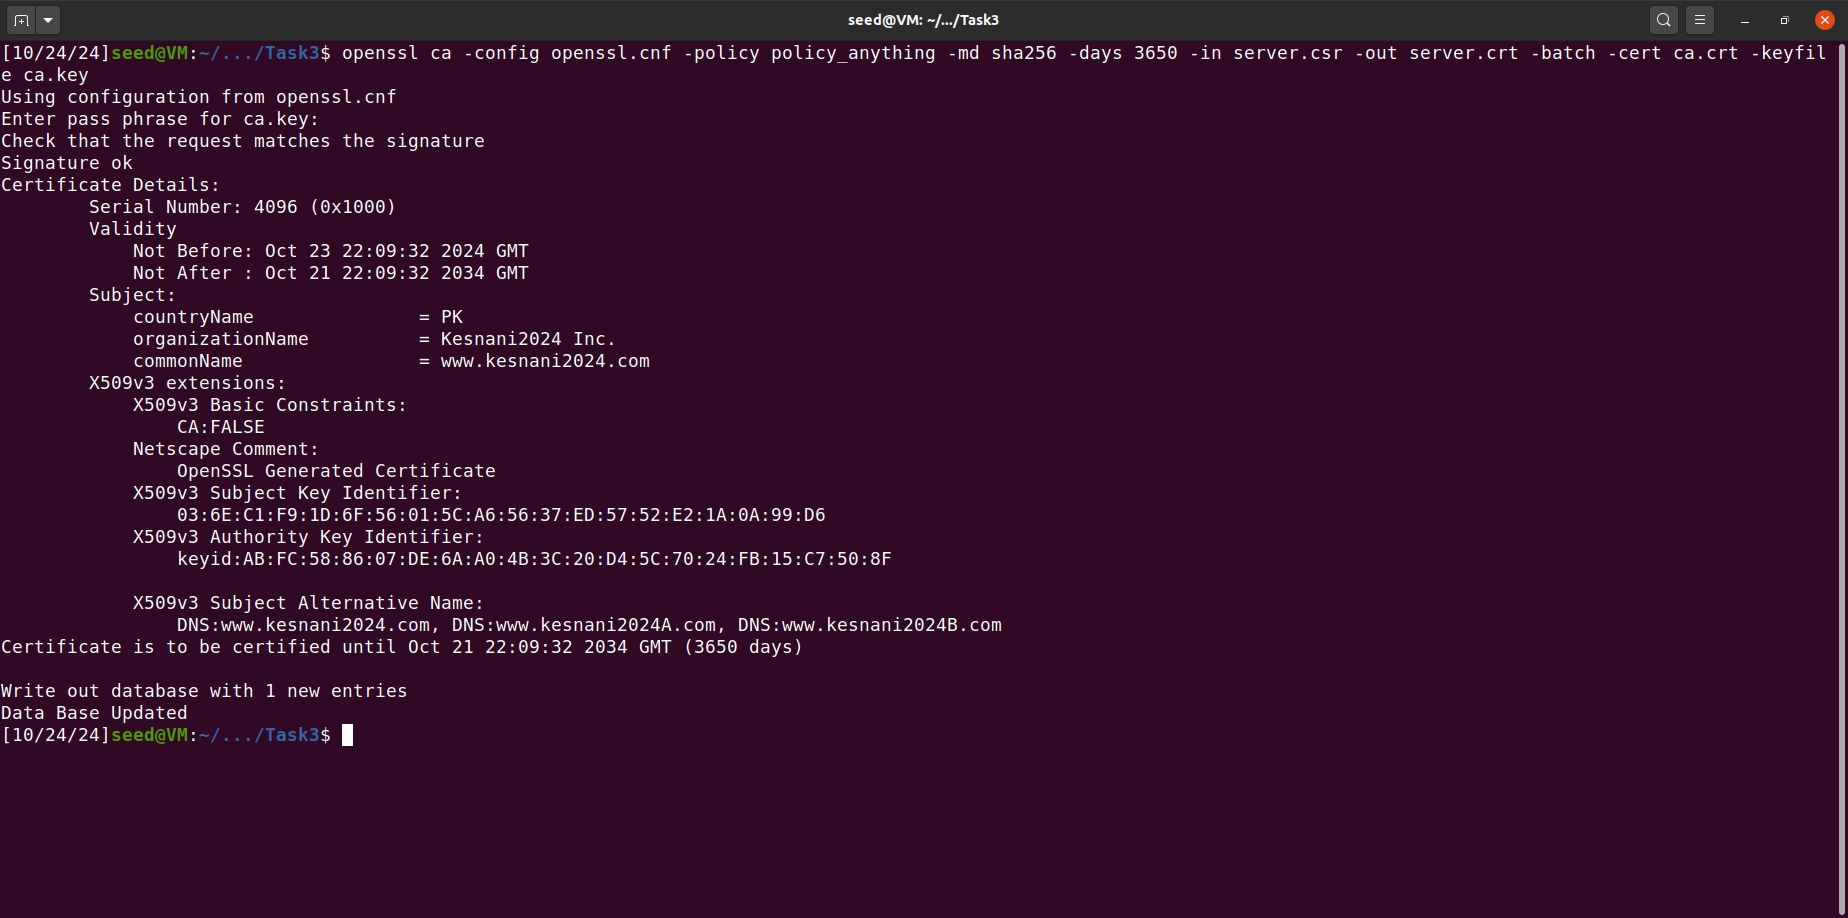 seed@VM: ~/.../Task3
[10/24/24]seed@VM:~/.../Task3$ openssl ca -config openssl.cnf -policy policy_anything -md sha256 -days 3650 -in server.csr -out server.crt -batch -cert ca.crt -keyfil
e ca.key
Using configuration from openssl.cnf
Enter pass phrase for ca.key:
Check that the request matches the signature
Signature ok
Certificate Details:
        Serial Number: 4096 (0x1000)
        Validity
            Not Before: Oct 23 22:09:32 2024 GMT
            Not After : Oct 21 22:09:32 2034 GMT
        Subject:
            countryName               = PK
            organizationName          = Kesnani2024 Inc.
            commonName                = www.kesnani2024.com
        X509v3 extensions:
            X509v3 Basic Constraints:
                CA:FALSE
            Netscape Comment:
                OpenSSL Generated Certificate
            X509v3 Subject Key Identifier:
                03:6E:C1:F9:1D:6F:56:01:5C:A6:56:37:ED:57:52:E2:1A:0A:99:D6
            X509v3 Authority Key Identifier:
                keyid:AB:FC:58:86:07:DE:6A:A0:4B:3C:20:D4:5C:70:24:FB:15:C7:50:8F
            X509v3 Subject Alternative Name:
                DNS:www.kesnani2024.com, DNS:www.kesnani2024A.com, DNS:www.kesnani2024B.com
Certificate is to be certified until Oct 21 22:09:32 2034 GMT (3650 days)
Write out database with 1 new entries
Data Base Updated
[10/24/24]seed@VM:~/.../Task3$